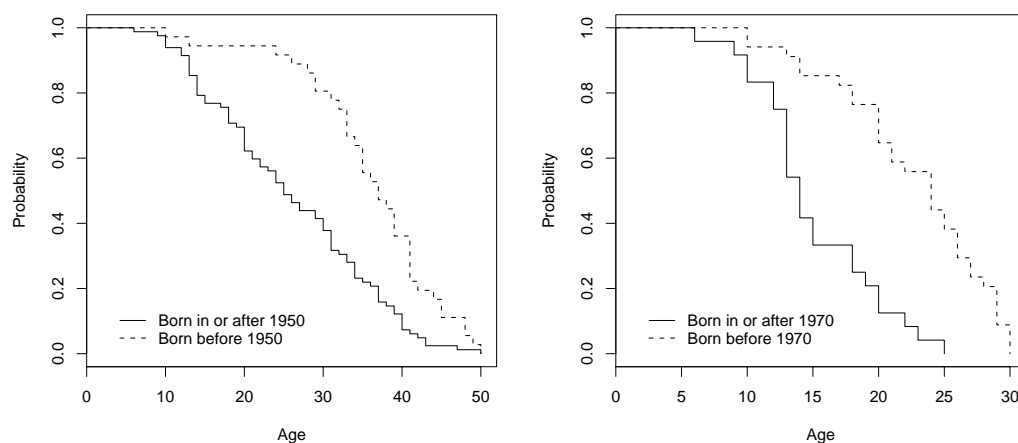 1.0
0.8
0.6
0.4
0.2
0.0
Probability
Born in or after 1950
Born before 1950
0 10 20 30 40 50
Age
1.0
0.8
0.6
0.4
0.2
0.0
Probability
Born in or after 1970
Born before 1970
0 5 10 15 20 25 30
Age